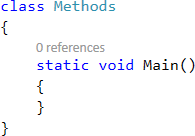 class Methods
{
    0 references
    static void Main()
    {
    }
}